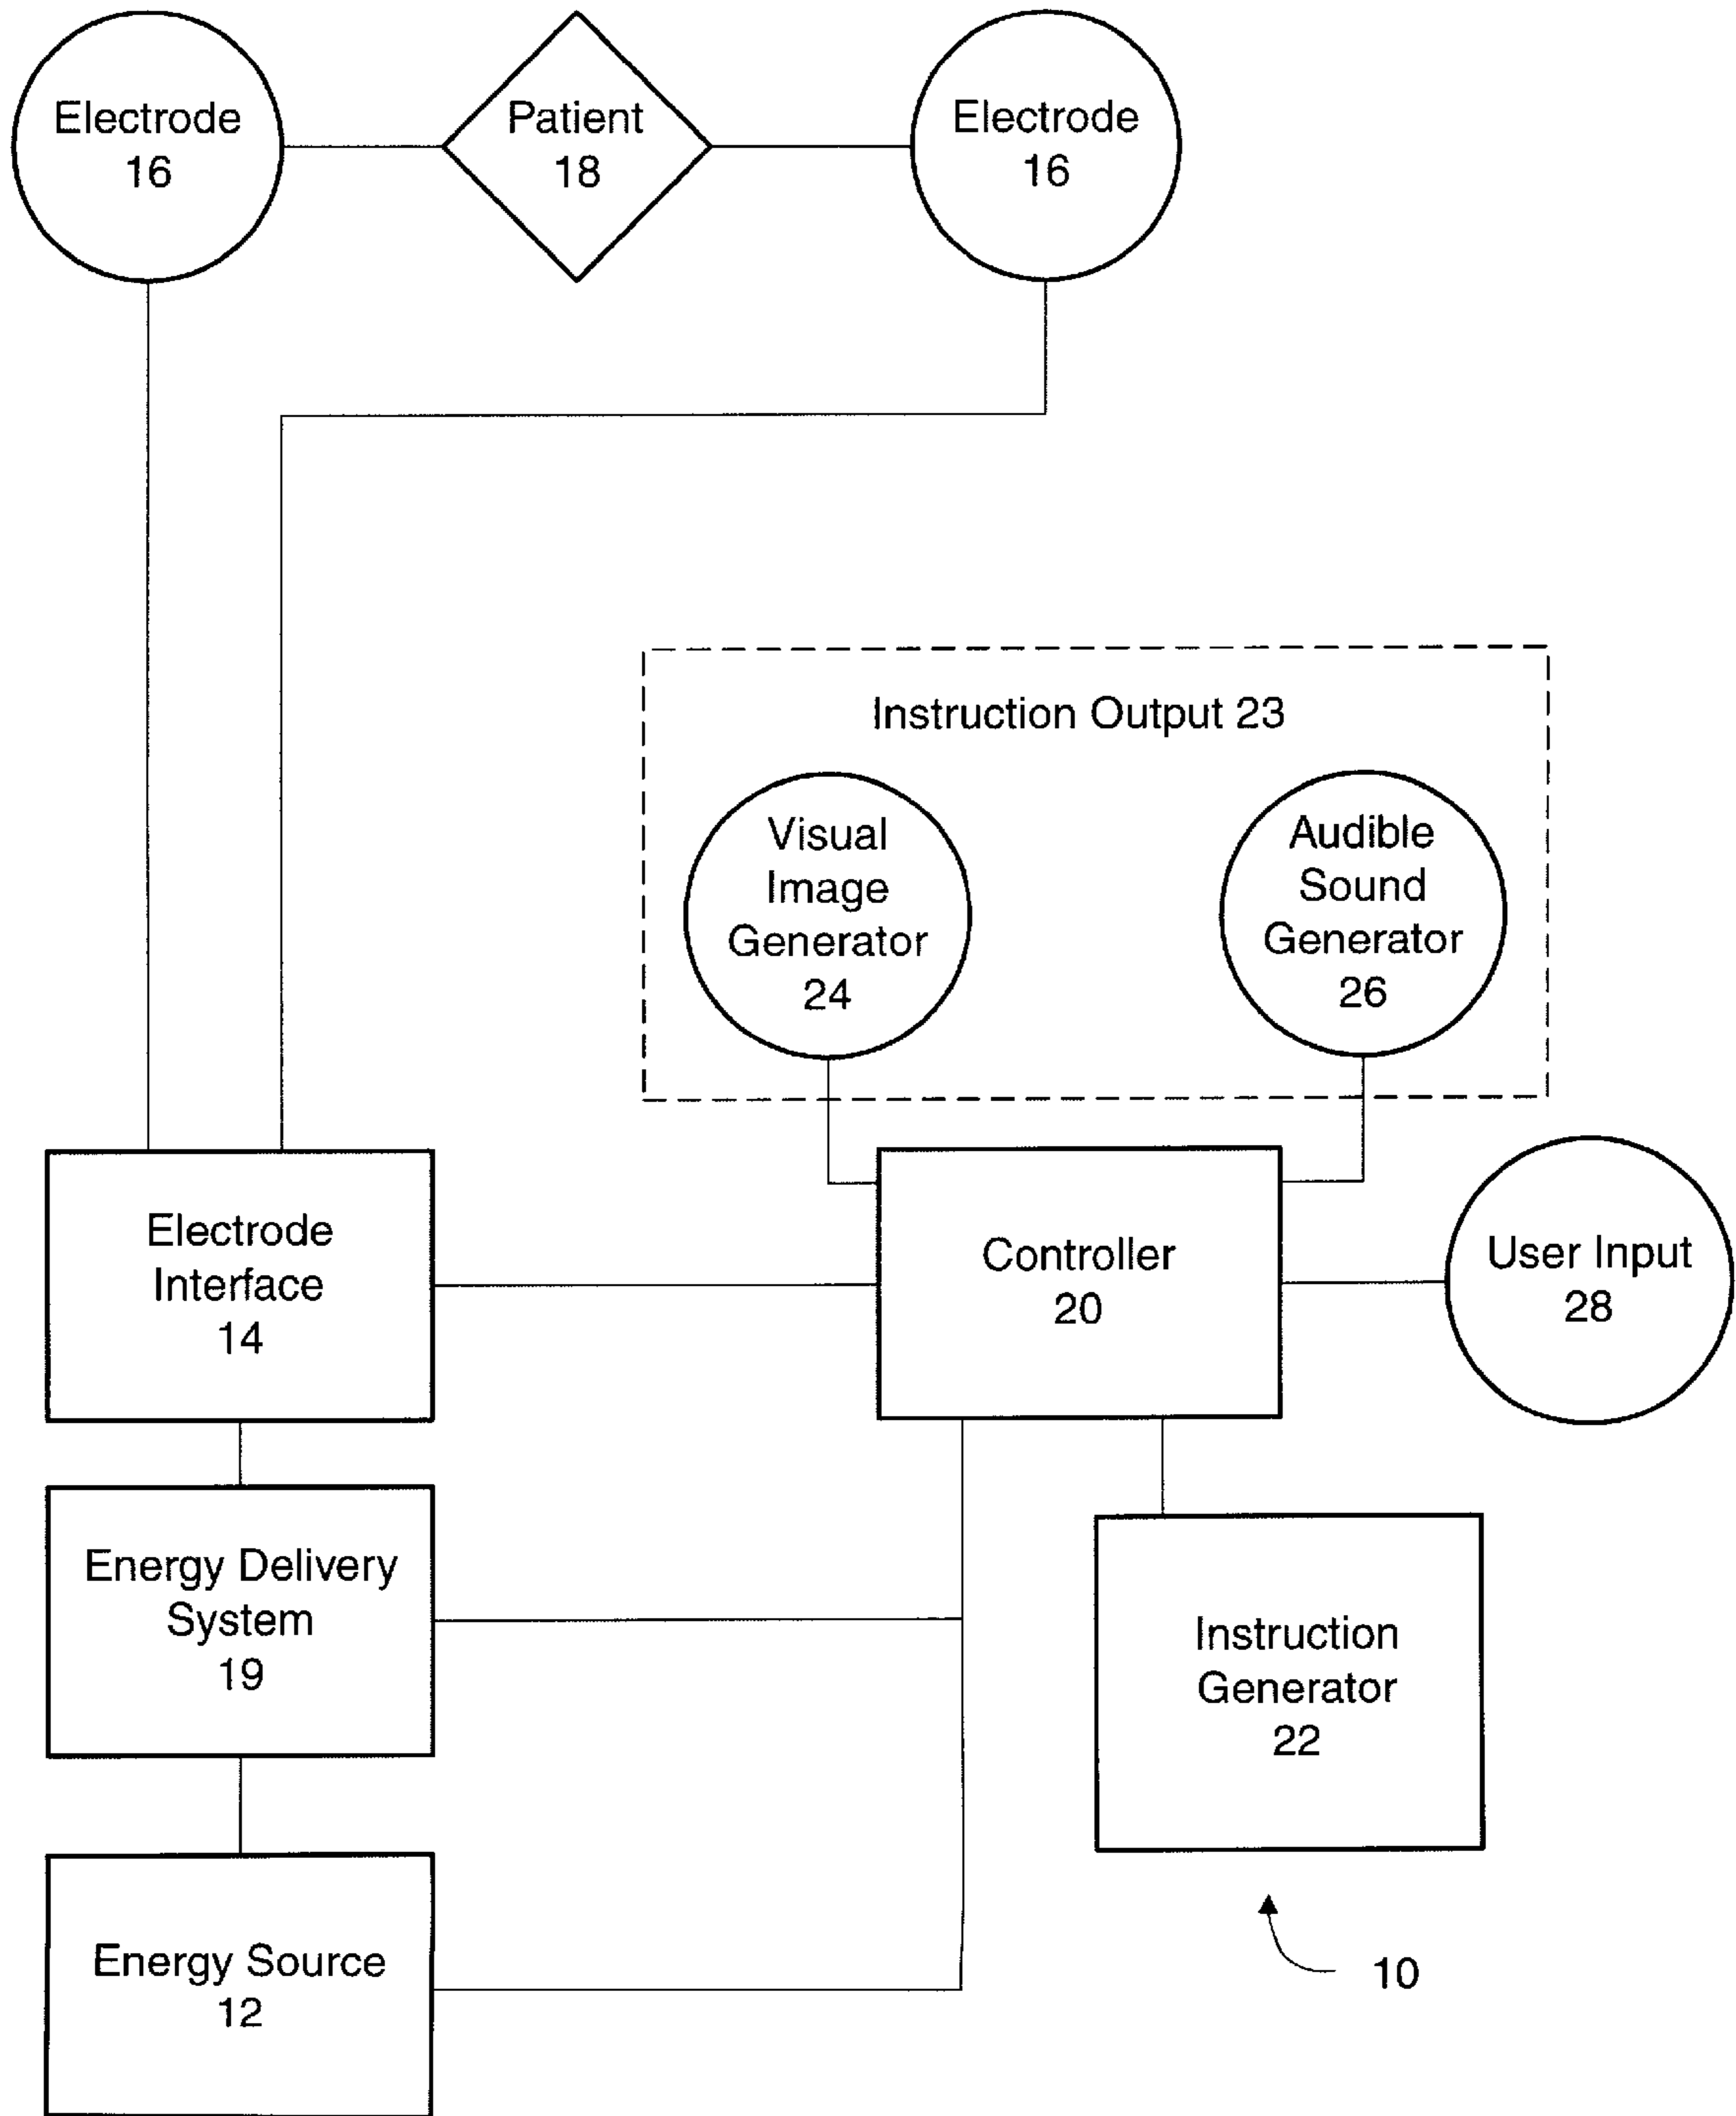 Electrode
16
Patient
18
Electrode
16
Instruction Output 23
Visual
Image
Generator
24
Audible
Sound
Generator
26
Electrode
Interface
14
Controller
20
User Input
28
Energy Delivery
System
19
Instruction
Generator
22
Energy Source
12
10